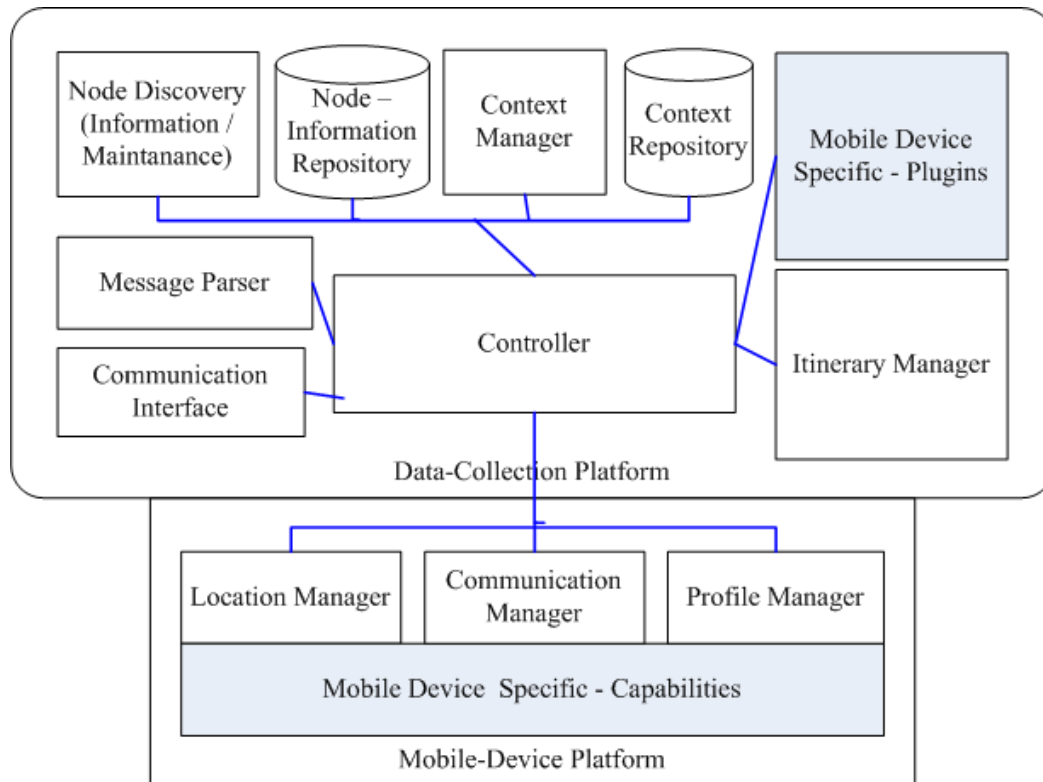 Node Discovery
(Information /
Maintanance)
Node –
Information
Repository
Context
Manager
Context
Repository
Mobile Device
Specific - Plugins
Message Parser
Controller
Communication
Interface
Itinerary Manager
Data-Collection Platform
Location Manager
Communication
Manager
Profile Manager
Mobile Device  Specific - Capabilities
Mobile-Device Platform